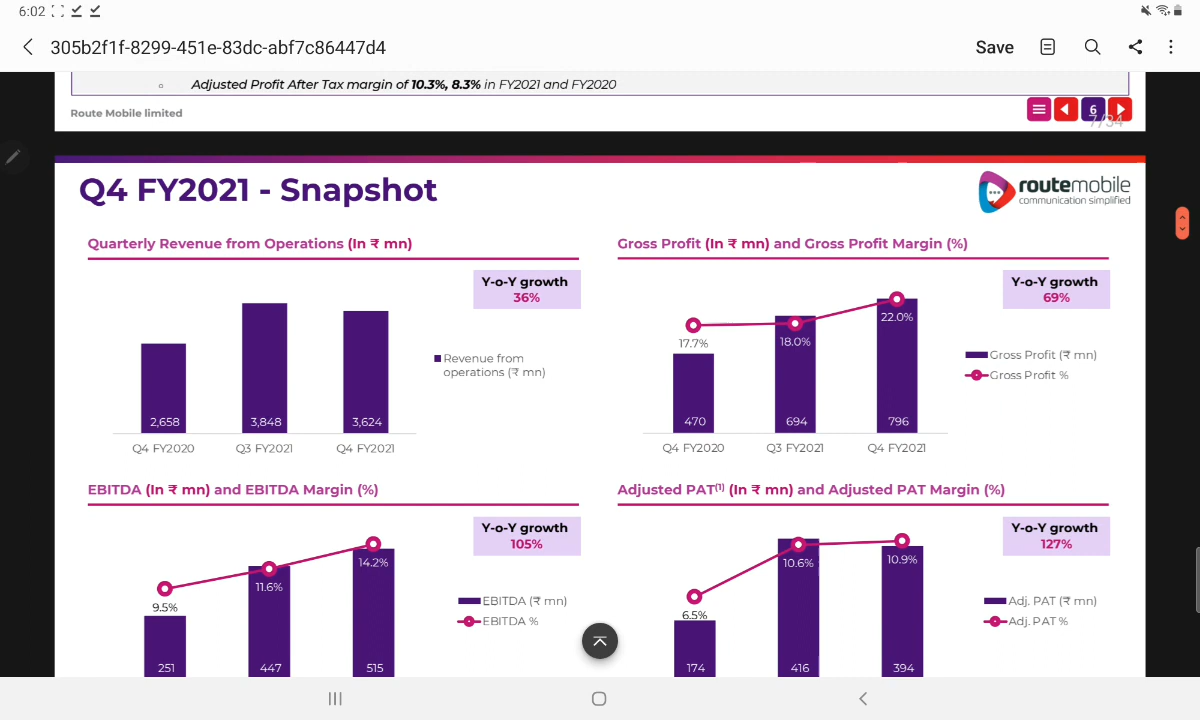 6:02
305b2f1f-8299-451e-83dc-abf7c86447d4
Save
Adjusted Profit After Tax margin of 10.3%, 8.3% in FY2021 and FY2020
Route Mobile limited
6
7/34
Q4 FY2021 - Snapshot
routemobile
communication simplified
Quarterly Revenue from Operations (In ₹ mn)
Y-o-Y growth
36%
2,658
3,848
3,624
Q4 FY2020
Q3 FY2021
Q4 FY2021
Revenue from
operations (₹ mn)
Gross Profit (In ₹ mn) and Gross Profit Margin (%)
Y-o-Y growth
69%
17.7%
18.0%
22.0%
470
694
796
Q4 FY2020
Q3 FY2021
Q4 FY2021
Gross Profit (₹ mn)
Gross Profit %
EBITDA (In ₹ mn) and EBITDA Margin (%)
Y-o-Y growth
105%
9.5%
11.6%
14.2%
251
447
515
EBITDA (₹ mn)
EBITDA %
Adjusted PAT(1) (In ₹ mn) and Adjusted PAT Margin (%)
Y-o-Y growth
127%
6.5%
10.6%
10.9%
174
416
394
Adj. PAT (₹ mn)
Adj. PAT %